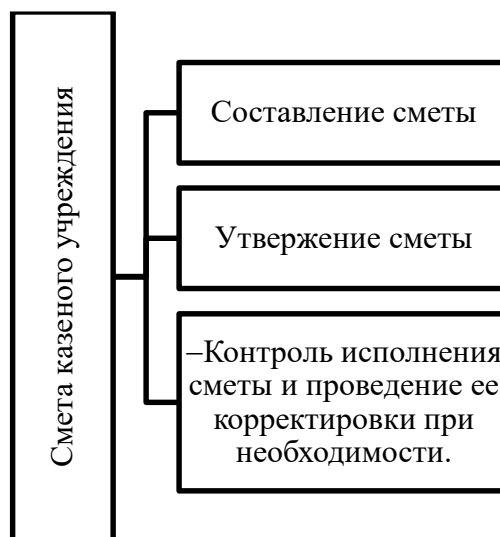 Смета казеного учреждения
Составление сметы
Утвержение сметы
–Контроль исполнения
сметы и проведение ее
корректировки при
необходимости.